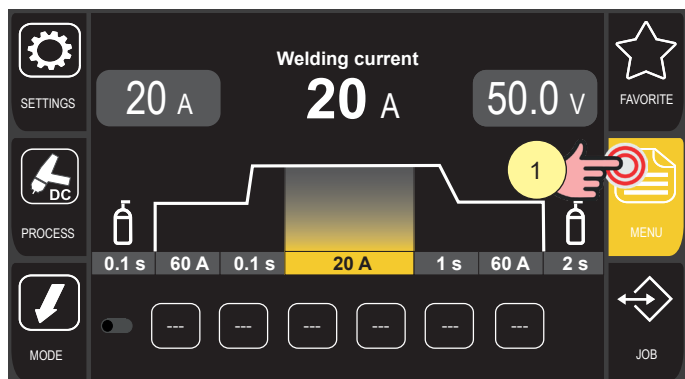 SETTINGS
Welding current
20 A
20 A
50.0 V
FAVORITE
DC
PROCESS
1
MENU
0.1 s
60 A
0.1 s
20 A
1 s
60 A
2 s
MODE
---
---
---
---
---
---
JOB